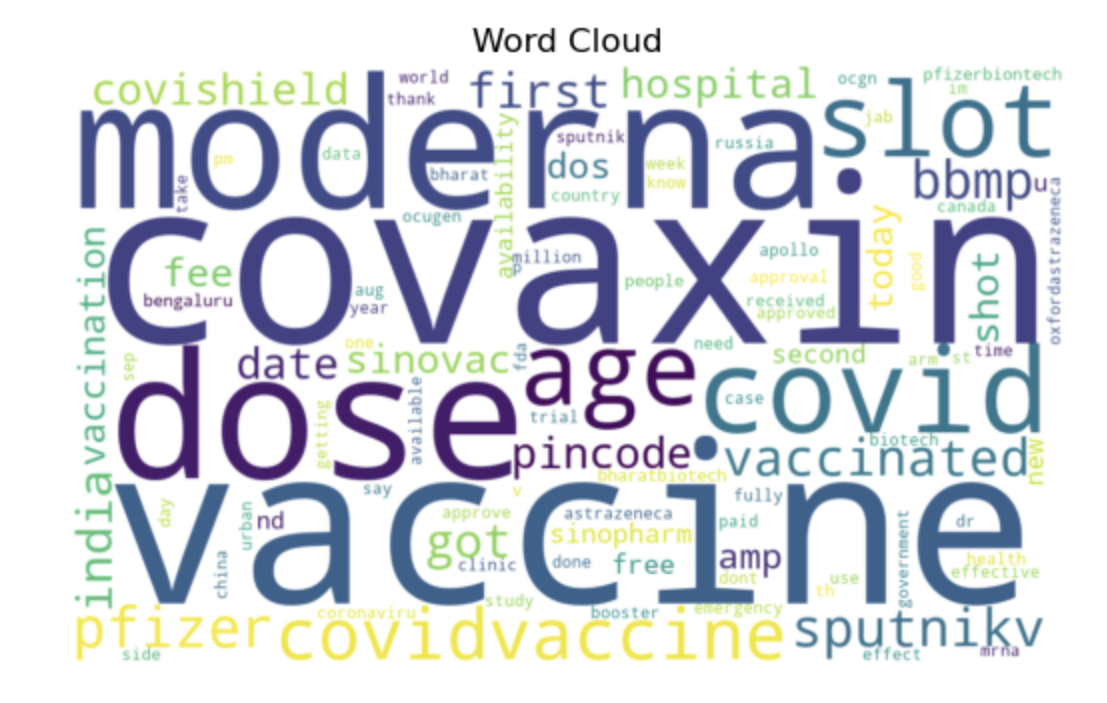 Word Cloud
covishield
world
thank
first
hospital
ocgn
pfizerbiontech
im
moderna
slot
jab
pm
data
take
bharat
availability
sputnik
dos
country
week
know
russia
bbmp
u
canada
oxfordastrazeneca
covaxin
ocugen
fee
bengaluru
aug
year
million
p
people
apollo
approval
received
approved
today
good
shot
india
vaccination
sep
date
one
sinovac
fda
age
need
second
arm
st
time
dose
getting
available
trial
pincode
covid
case
biotech
vaccinated
new
bharatbiotech
v
say
vaccine
day
urban
nd
china
approve
got
clinic
astrazeneca
sinopharm
done
free
fully
paid
amp
dont
use
th
government
dr
health
effective
pfizer
coronaviru
study
booster
emergency
covidvaccine
sputnikv
side
effect
mrna